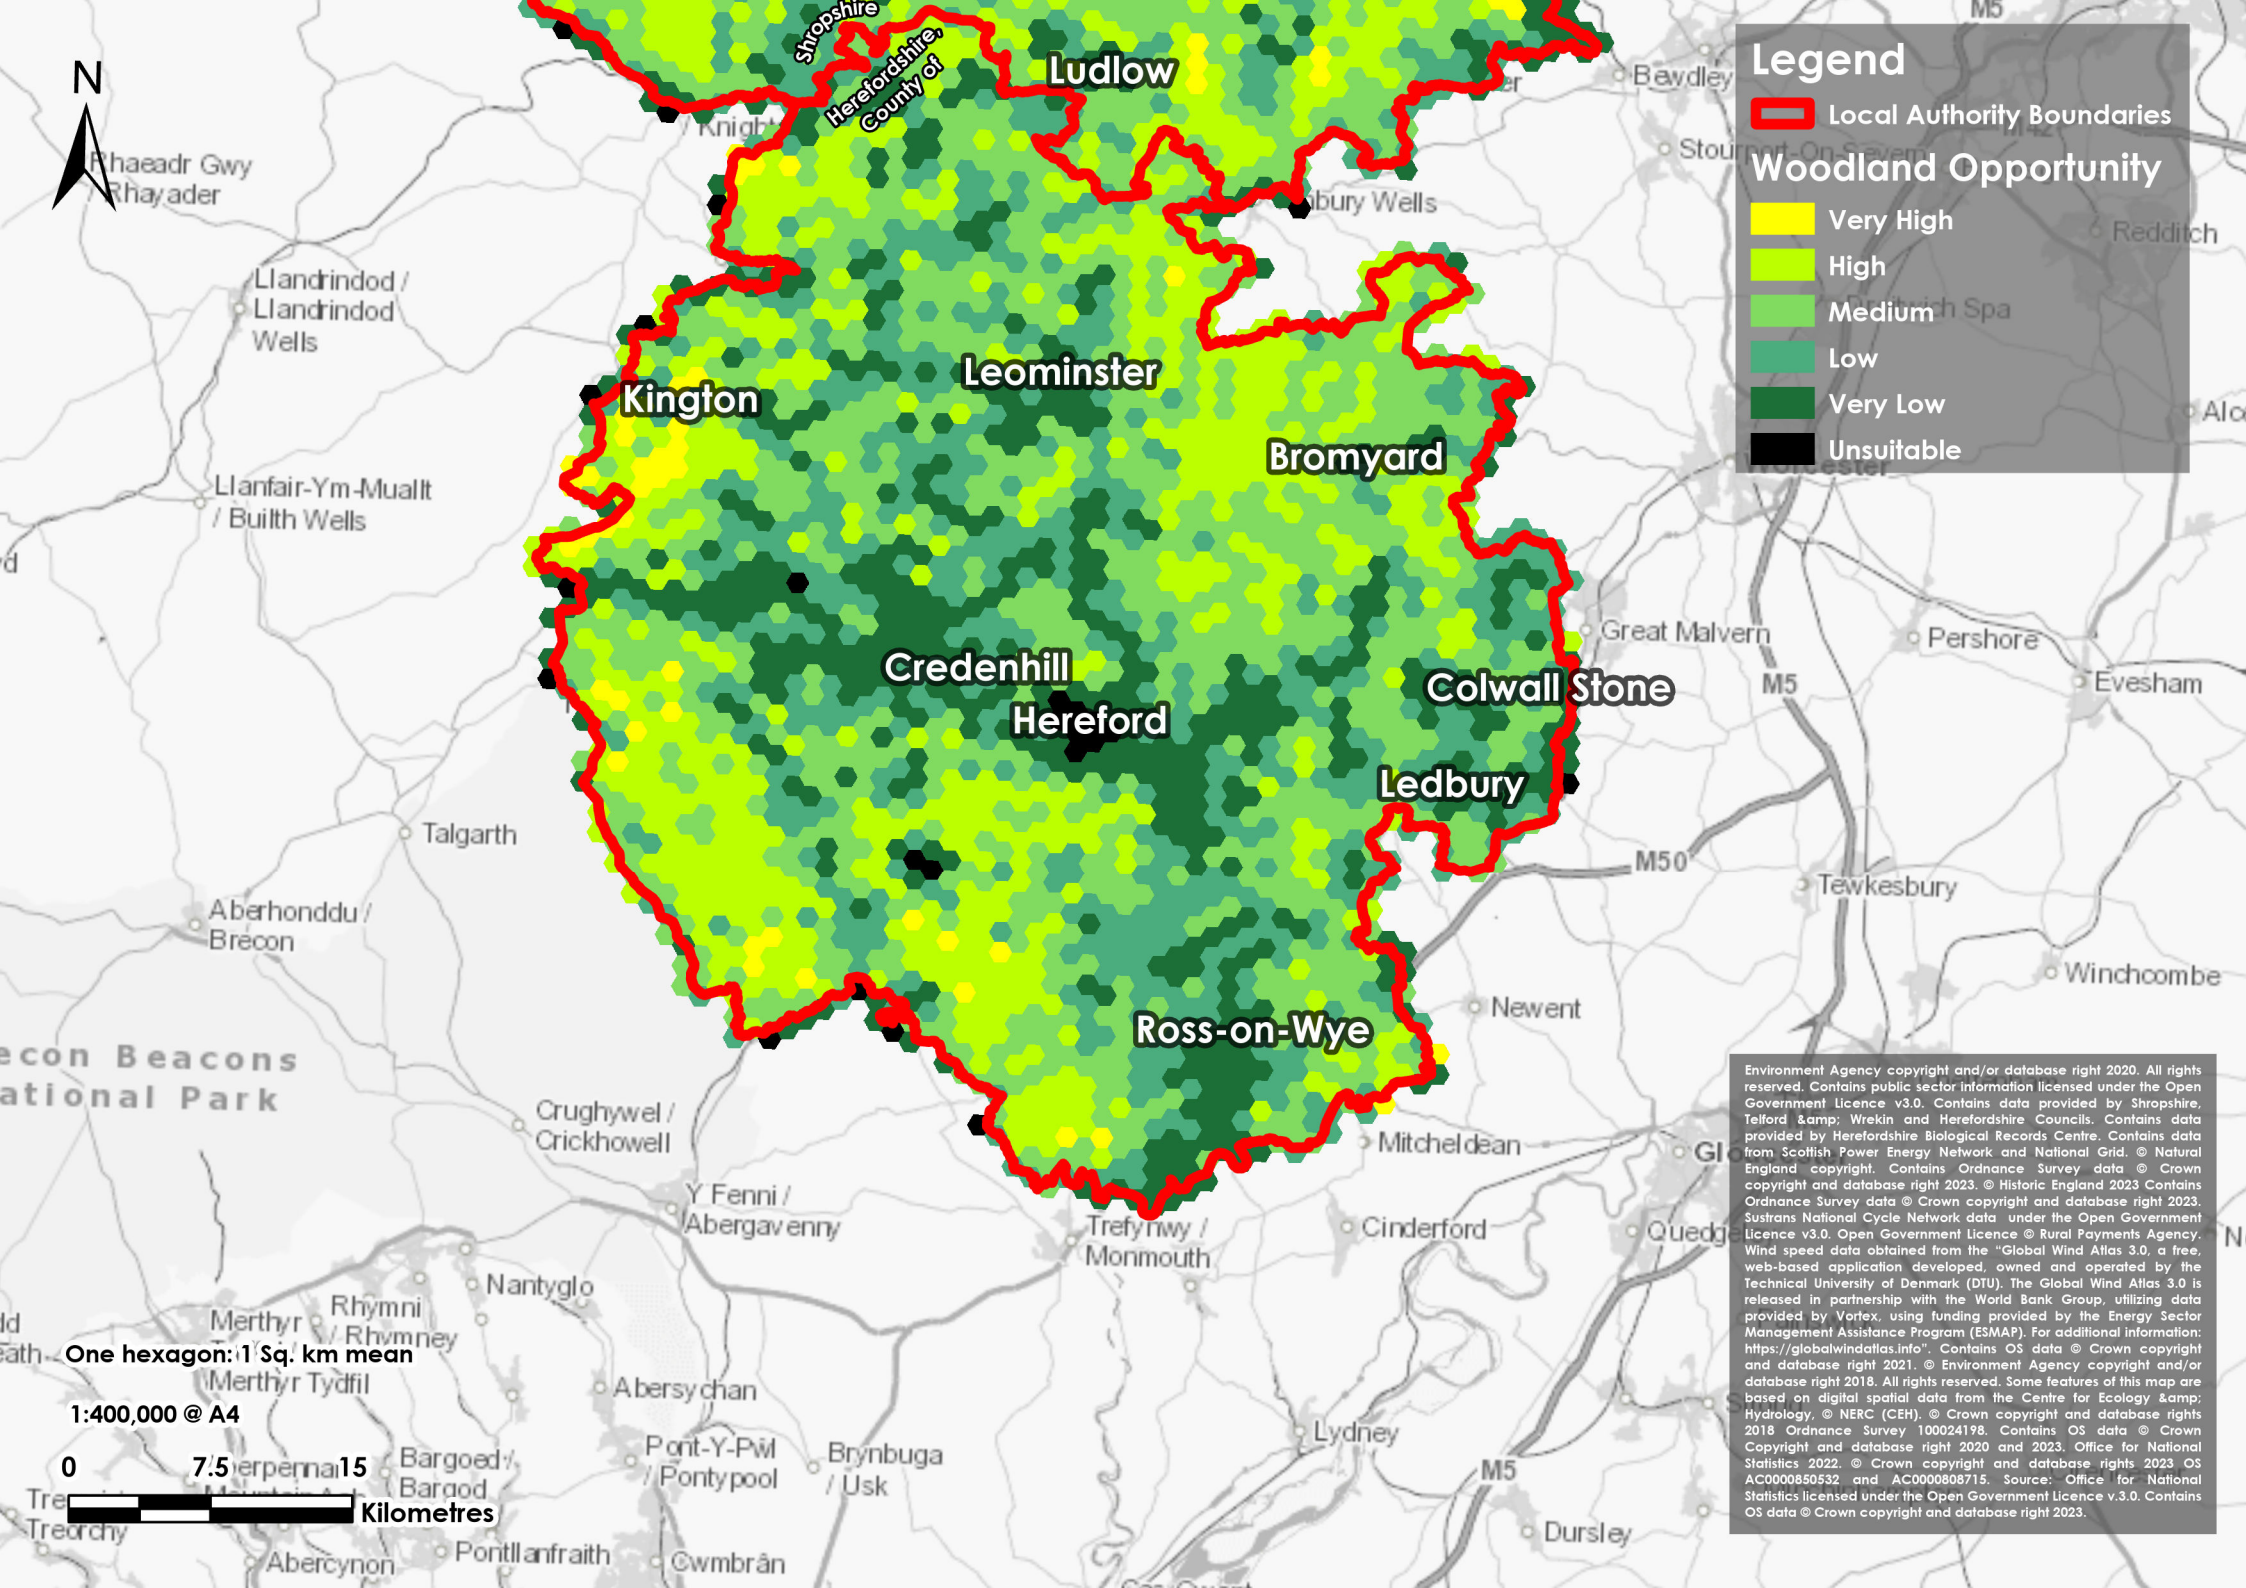 M5
Shropshire
Herefordshire,
County of
Ludlow
Legend
Local Authority Boundaries
Woodland Opportunity
Very High
High
Medium
Low
Very Low
Unsuitable
N
Bewdley
Stourport-On-Severn
M42
Redditch
Droitwich Spa
Worcester
Rhaeadr Gwy
/ Rhayader
/ Knight
bury Wells
Llandrindod /
Llandrindod
Wells
Leominster
Kington
Bromyard
Llanfair-Ym-Muallt
/ Builth Wells
Credenhill
Hereford
Colwall Stone
Great Malvern
Pershore
M5
Evesham
Ledbury
Talgarth
M50
Tewkesbury
Aberhonddu /
Brecon
Winchcombe
Newent
Ross-on-Wye
econ Beacons
ational Park
Crughywel /
Crickhowell
Mitcheldean
Y Fenni /
Abergavenny
Trefynwy /
Monmouth
Cinderford
Nantyglo
Rhymni
/ Rhymney
Merthyr
Merthyr Tydfil
One hexagon: 1 Sq. km mean
1:400,000 @ A4
0 7.5 15
Kilometres
Abersychan
Bargoed /
Bargod
Pont-Y-Pŵl
/ Pontypool
Brynbuga
/ Usk
Lydney
M5
Treorchy
Abercynon
Pontllanfraith
Cwmbrân
Dursley
Environment Agency copyright and/or database right 2020. All rights
reserved. Contains public sector information licensed under the Open
Government Licence v3.0. Contains data provided by Shropshire,
Telford &amp; Wrekin and Herefordshire Councils. Contains data
provided by Herefordshire Biological Records Centre. Contains data
from Scottish Power Energy Network and National Grid. © Natural
England copyright. Contains Ordnance Survey data © Crown
copyright and database right 2023. © Historic England 2023 Contains
Ordnance Survey data © Crown copyright and database right 2023.
Sustrans National Cycle Network data under the Open Government
Licence v3.0. Open Government Licence © Rural Payments Agency.
Wind speed data obtained from the “Global Wind Atlas 3.0, a free,
web-based application developed, owned and operated by the
Technical University of Denmark (DTU). The Global Wind Atlas 3.0 is
released in partnership with the World Bank Group, utilizing data
provided by Vortex, using funding provided by the Energy Sector
Management Assistance Program (ESMAP). For additional information:
https://globalwindatlas.info”. Contains OS data © Crown copyright
and database right 2021. © Environment Agency copyright and/or
database right 2018. All rights reserved. Some features of this map are
based on digital spatial data from the Centre for Ecology &amp;
Hydrology, © NERC (CEH). © Crown copyright and database rights
2018 Ordnance Survey 100024198. Contains OS data © Crown
Copyright and database right 2020 and 2023. Office for National
Statistics 2022. © Crown copyright and database rights 2023 OS
AC0000850532 and AC0000808715. Source: Office for National
Statistics licensed under the Open Government Licence v.3.0. Contains
OS data © Crown copyright and database right 2023.